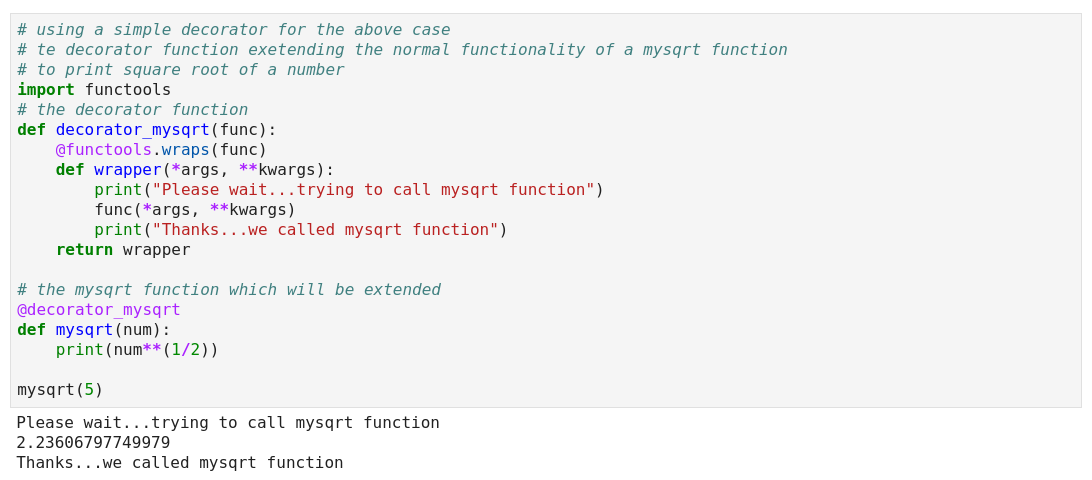 # using a simple decorator for the above case
# te decorator function exetending the normal functionality of a mysqrt function
# to print square root of a number
import functools
# the decorator function
def decorator_mysqrt(func):
    @functools.wraps(func)
    def wrapper(*args, **kwargs):
        print("Please wait...trying to call mysqrt function")
        func(*args, **kwargs)
        print("Thanks...we called mysqrt function")
    return wrapper

# the mysqrt function which will be extended
@decorator_mysqrt
def mysqrt(num):
    print(num**(1/2))

mysqrt(5)
Please wait...trying to call mysqrt function
2.23606797749979
Thanks...we called mysqrt function